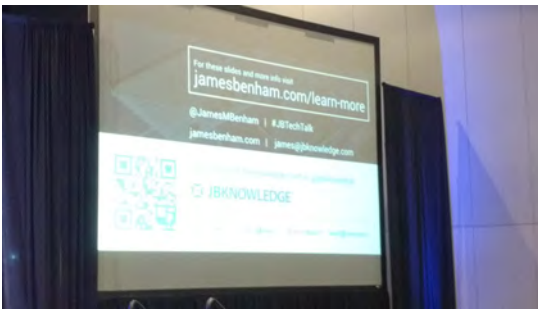 For these slides and more info visit
jamesbenham.com/learn-more
@JamesMBenham | #JBTechTalk
jamesbenham.com | james@jbknowledge.com
JBKNOWLEDGE